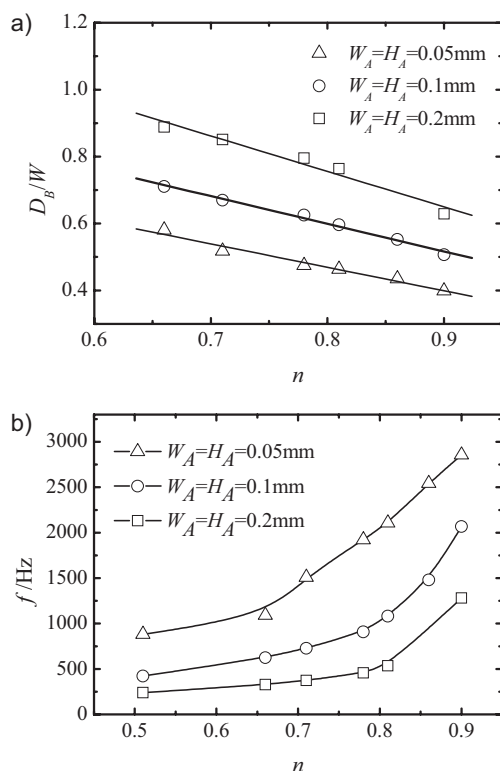 a)
1.2
1.0
0.8
0.6
0.4
D_B/W
W_A=H_A=0.05mm
W_A=H_A=0.1mm
W_A=H_A=0.2mm
0.6 0.7 0.8 0.9
n
b)
3000
2500
2000
1500
1000
500
0
f /Hz
W_A=H_A=0.05mm
W_A=H_A=0.1mm
W_A=H_A=0.2mm
0.5 0.6 0.7 0.8 0.9
n